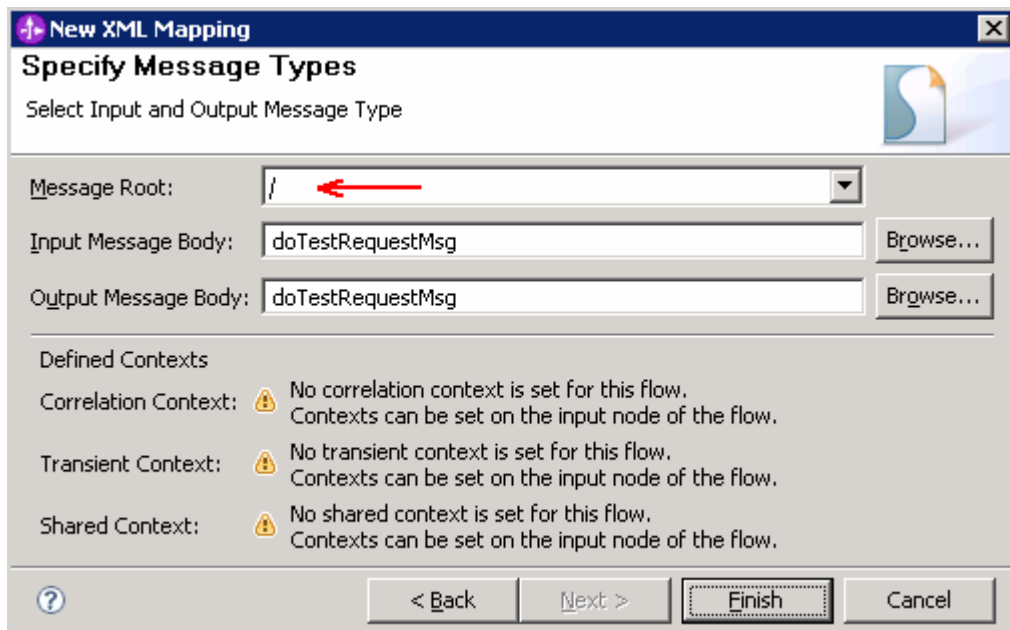 New XML Mapping
Specify Message Types
Select Input and Output Message Type
Message Root: /
Input Message Body: doTestRequestMsg Browse...
Output Message Body: doTestRequestMsg Browse...
Defined Contexts
Correlation Context: No correlation context is set for this flow.
Contexts can be set on the input node of the flow.
Transient Context: No transient context is set for this flow.
Contexts can be set on the input node of the flow.
Shared Context: No shared context is set for this flow.
Contexts can be set on the input node of the flow.
? < Back Next > Finish Cancel